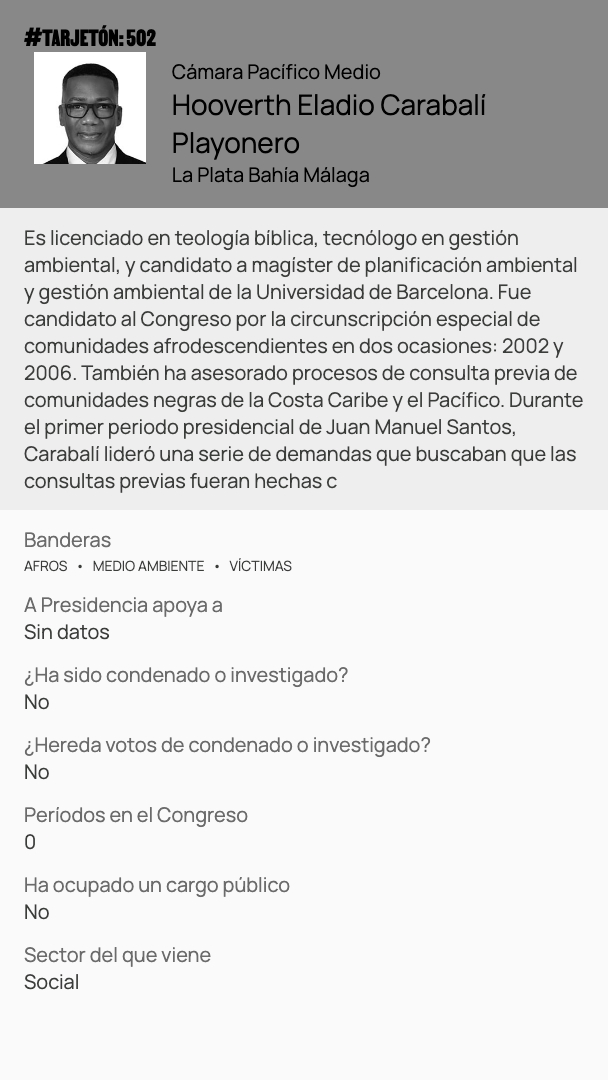 #TARJETÓN: 502
Cámara Pacífico Medio
Hooverth Eladio Carabalí
Playonero
La Plata Bahía Málaga
Es licenciado en teología bíblica, tecnólogo en gestión
ambiental, y candidato a magíster de planificación ambiental
y gestión ambiental de la Universidad de Barcelona. Fue
candidato al Congreso por la circunscripción especial de
comunidades afrodescendientes en dos ocasiones: 2002 y
2006. También ha asesorado procesos de consulta previa de
comunidades negras de la Costa Caribe y el Pacífico. Durante
el primer periodo presidencial de Juan Manuel Santos,
Carabalí lideró una serie de demandas que buscaban que las
consultas previas fueran hechas c
Banderas
AFROS • MEDIO AMBIENTE • VÍCTIMAS
A Presidencia apoya a
Sin datos
¿Ha sido condenado o investigado?
No
¿Hereda votos de condenado o investigado?
No
Períodos en el Congreso
0
Ha ocupado un cargo público
No
Sector del que viene
Social